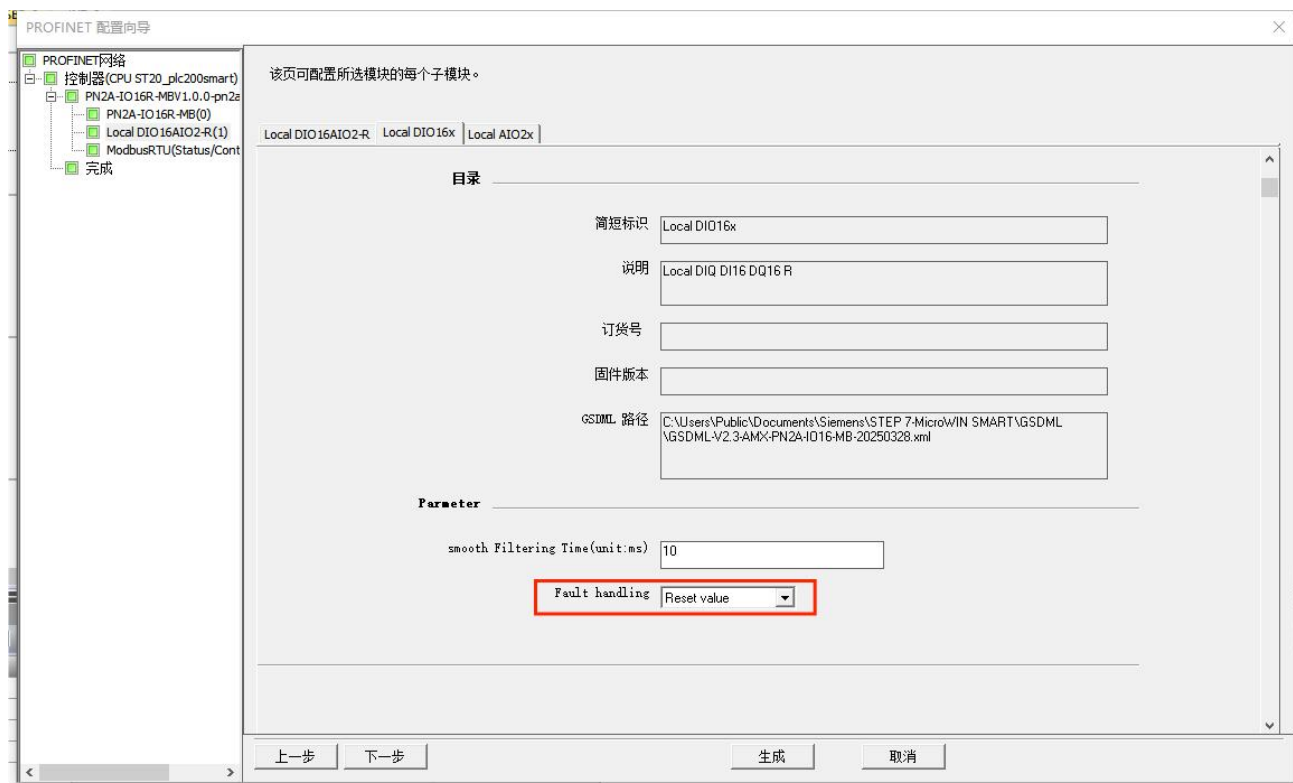 PROFINET 配置向导
PROFINET网络
控制器(CPU ST20_plc200smart)
PN2A-IO16R-MBV1.0.0-pn2a
PN2A-IO16R-MB(0)
Local DIO16AIO2-R(1)
ModbusRTU(Status/Cont
完成
该页可配置所选模块的每个子模块。
Local DIO16AIO2-R Local DIO16x Local AIO2x
目录
简短标识 Local DIO16x
说明 Local DIQ DI16 DQ16 R
订货号
固件版本
GSDML 路径 C:\Users\Public\Documents\Siemens\STEP 7-MicroWIN SMART\GSDML
\GSDML-V2.3-AMX-PN2A-IO16-MB-20250328.xml
Parmeter
smooth Filtering Time(unit:ms) 10
Fault handling Reset value
上一步 下一步 生成 取消